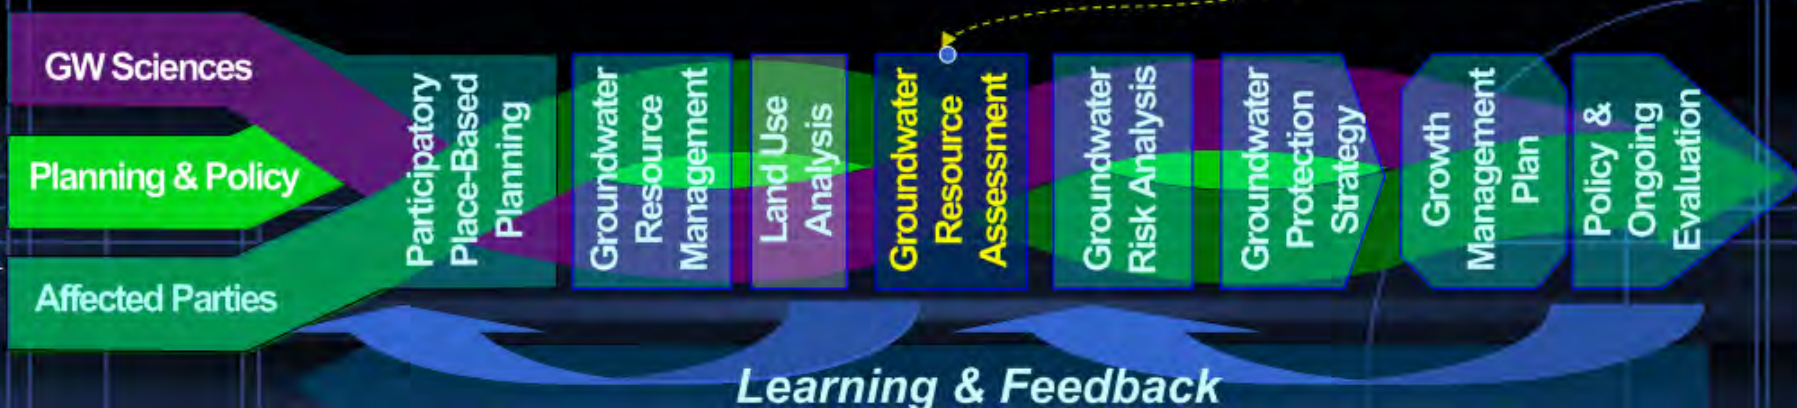 GW Sciences
Planning & Policy
Affected Parties
Participatory
Place-Based
Planning
Groundwater
Resource
Management
Land Use
Analysis
Groundwater
Resource
Assessment
Groundwater
Risk Analysis
Groundwater
Protection
Strategy
Growth
Management
Plan
Policy &
Ongoing
Evaluation
Learning & Feedback